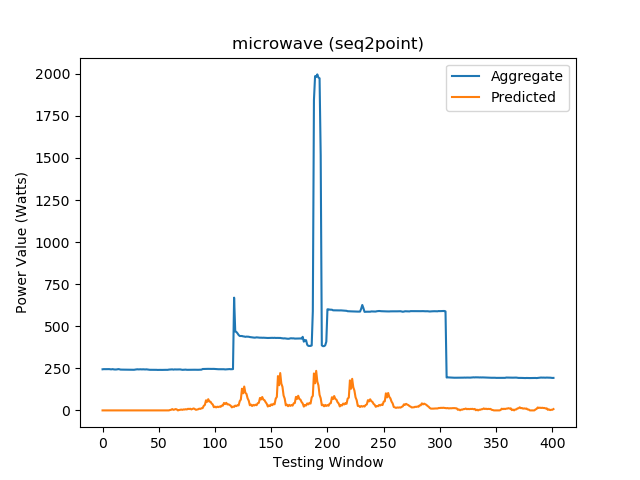 microwave (seq2point)
Aggregate
Predicted
Power Value (Watts)
2000
1750
1500
1250
1000
750
500
250
0
0 50 100 150 200 250 300 350 400
Testing Window